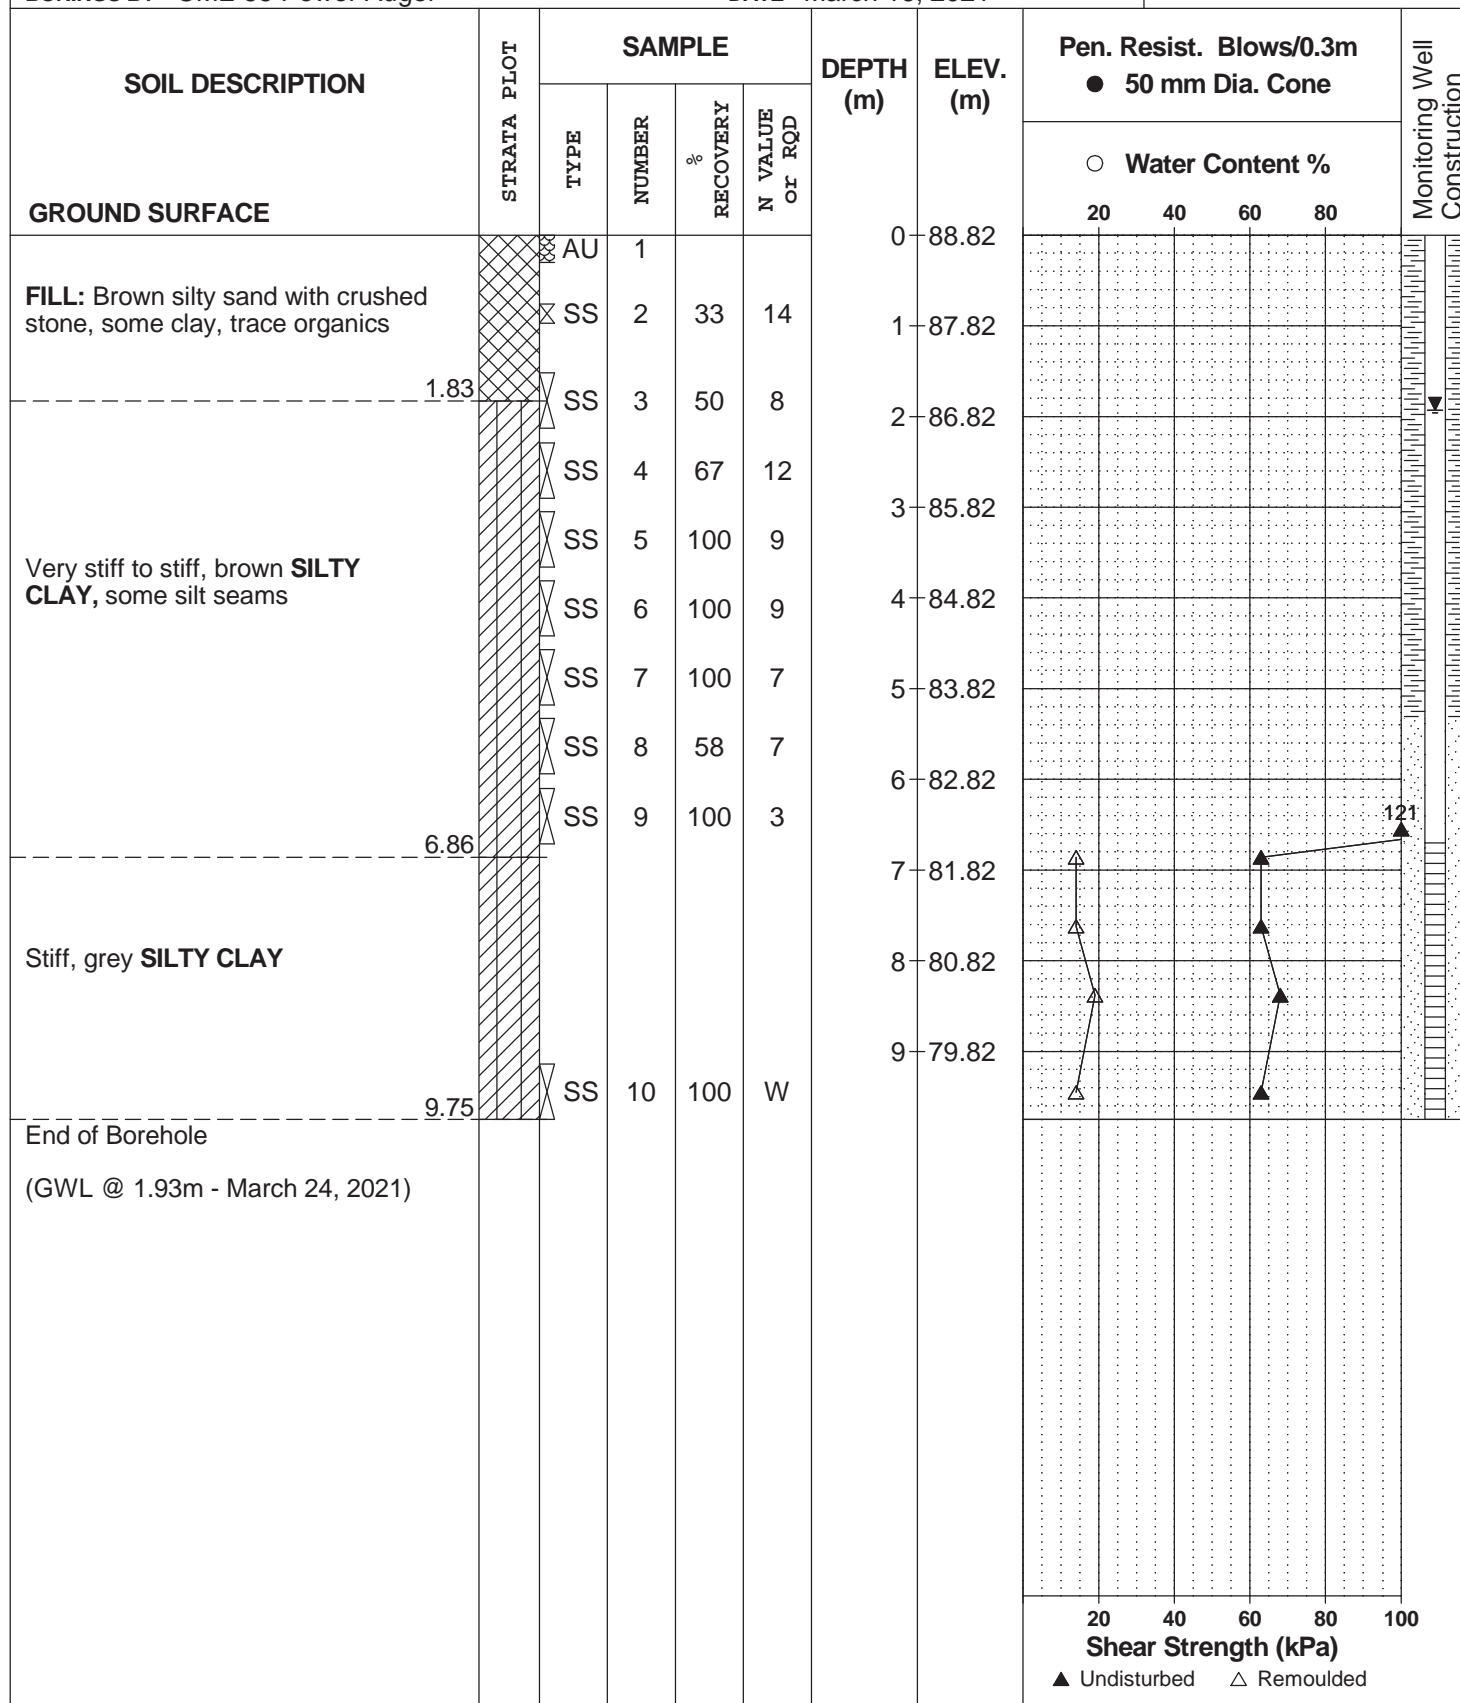 SOIL DESCRIPTION
GROUND SURFACE
STRATA PLOT
SAMPLE
TYPE
NUMBER
% RECOVERY
N VALUE or RQD
DEPTH (m)
ELEV. (m)
Pen. Resist. Blows/0.3m
● 50 mm Dia. Cone
○ Water Content %
20 40 60 80
Monitoring Well
Construction
0 88.82
AU 1
FILL: Brown silty sand with crushed
stone, some clay, trace organics
SS 2 33 14
1 87.82
1.83
SS 3 50 8
2 86.82
SS 4 67 12
3 85.82
SS 5 100 9
Very stiff to stiff, brown SILTY
CLAY, some silt seams
SS 6 100 9
4 84.82
SS 7 100 7
5 83.82
SS 8 58 7
6 82.82
SS 9 100 3
121
6.86
7 81.82
Stiff, grey SILTY CLAY
8 80.82
9 79.82
SS 10 100 W
9.75
End of Borehole
(GWL @ 1.93m - March 24, 2021)
20 40 60 80 100
Shear Strength (kPa)
▲ Undisturbed △ Remoulded